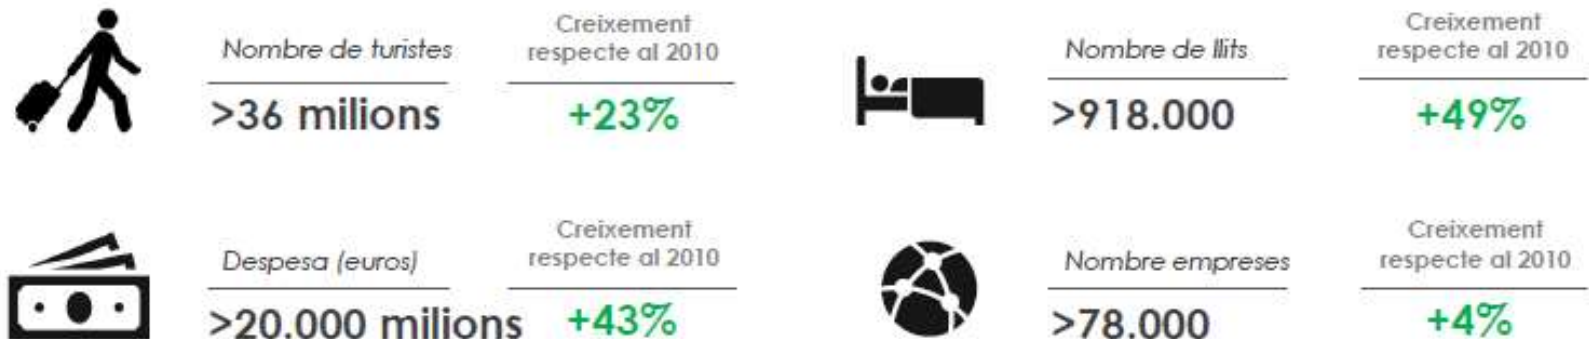 Nombre de turistes
>36 milions
Creixement
respecte al 2010
+23%
Nombre de llits
>918.000
Creixement
respecte al 2010
+49%
Despesa (euros)
>20.000 milions
Creixement
respecte al 2010
+43%
Nombre empreses
>78.000
Creixement
respecte al 2010
+4%